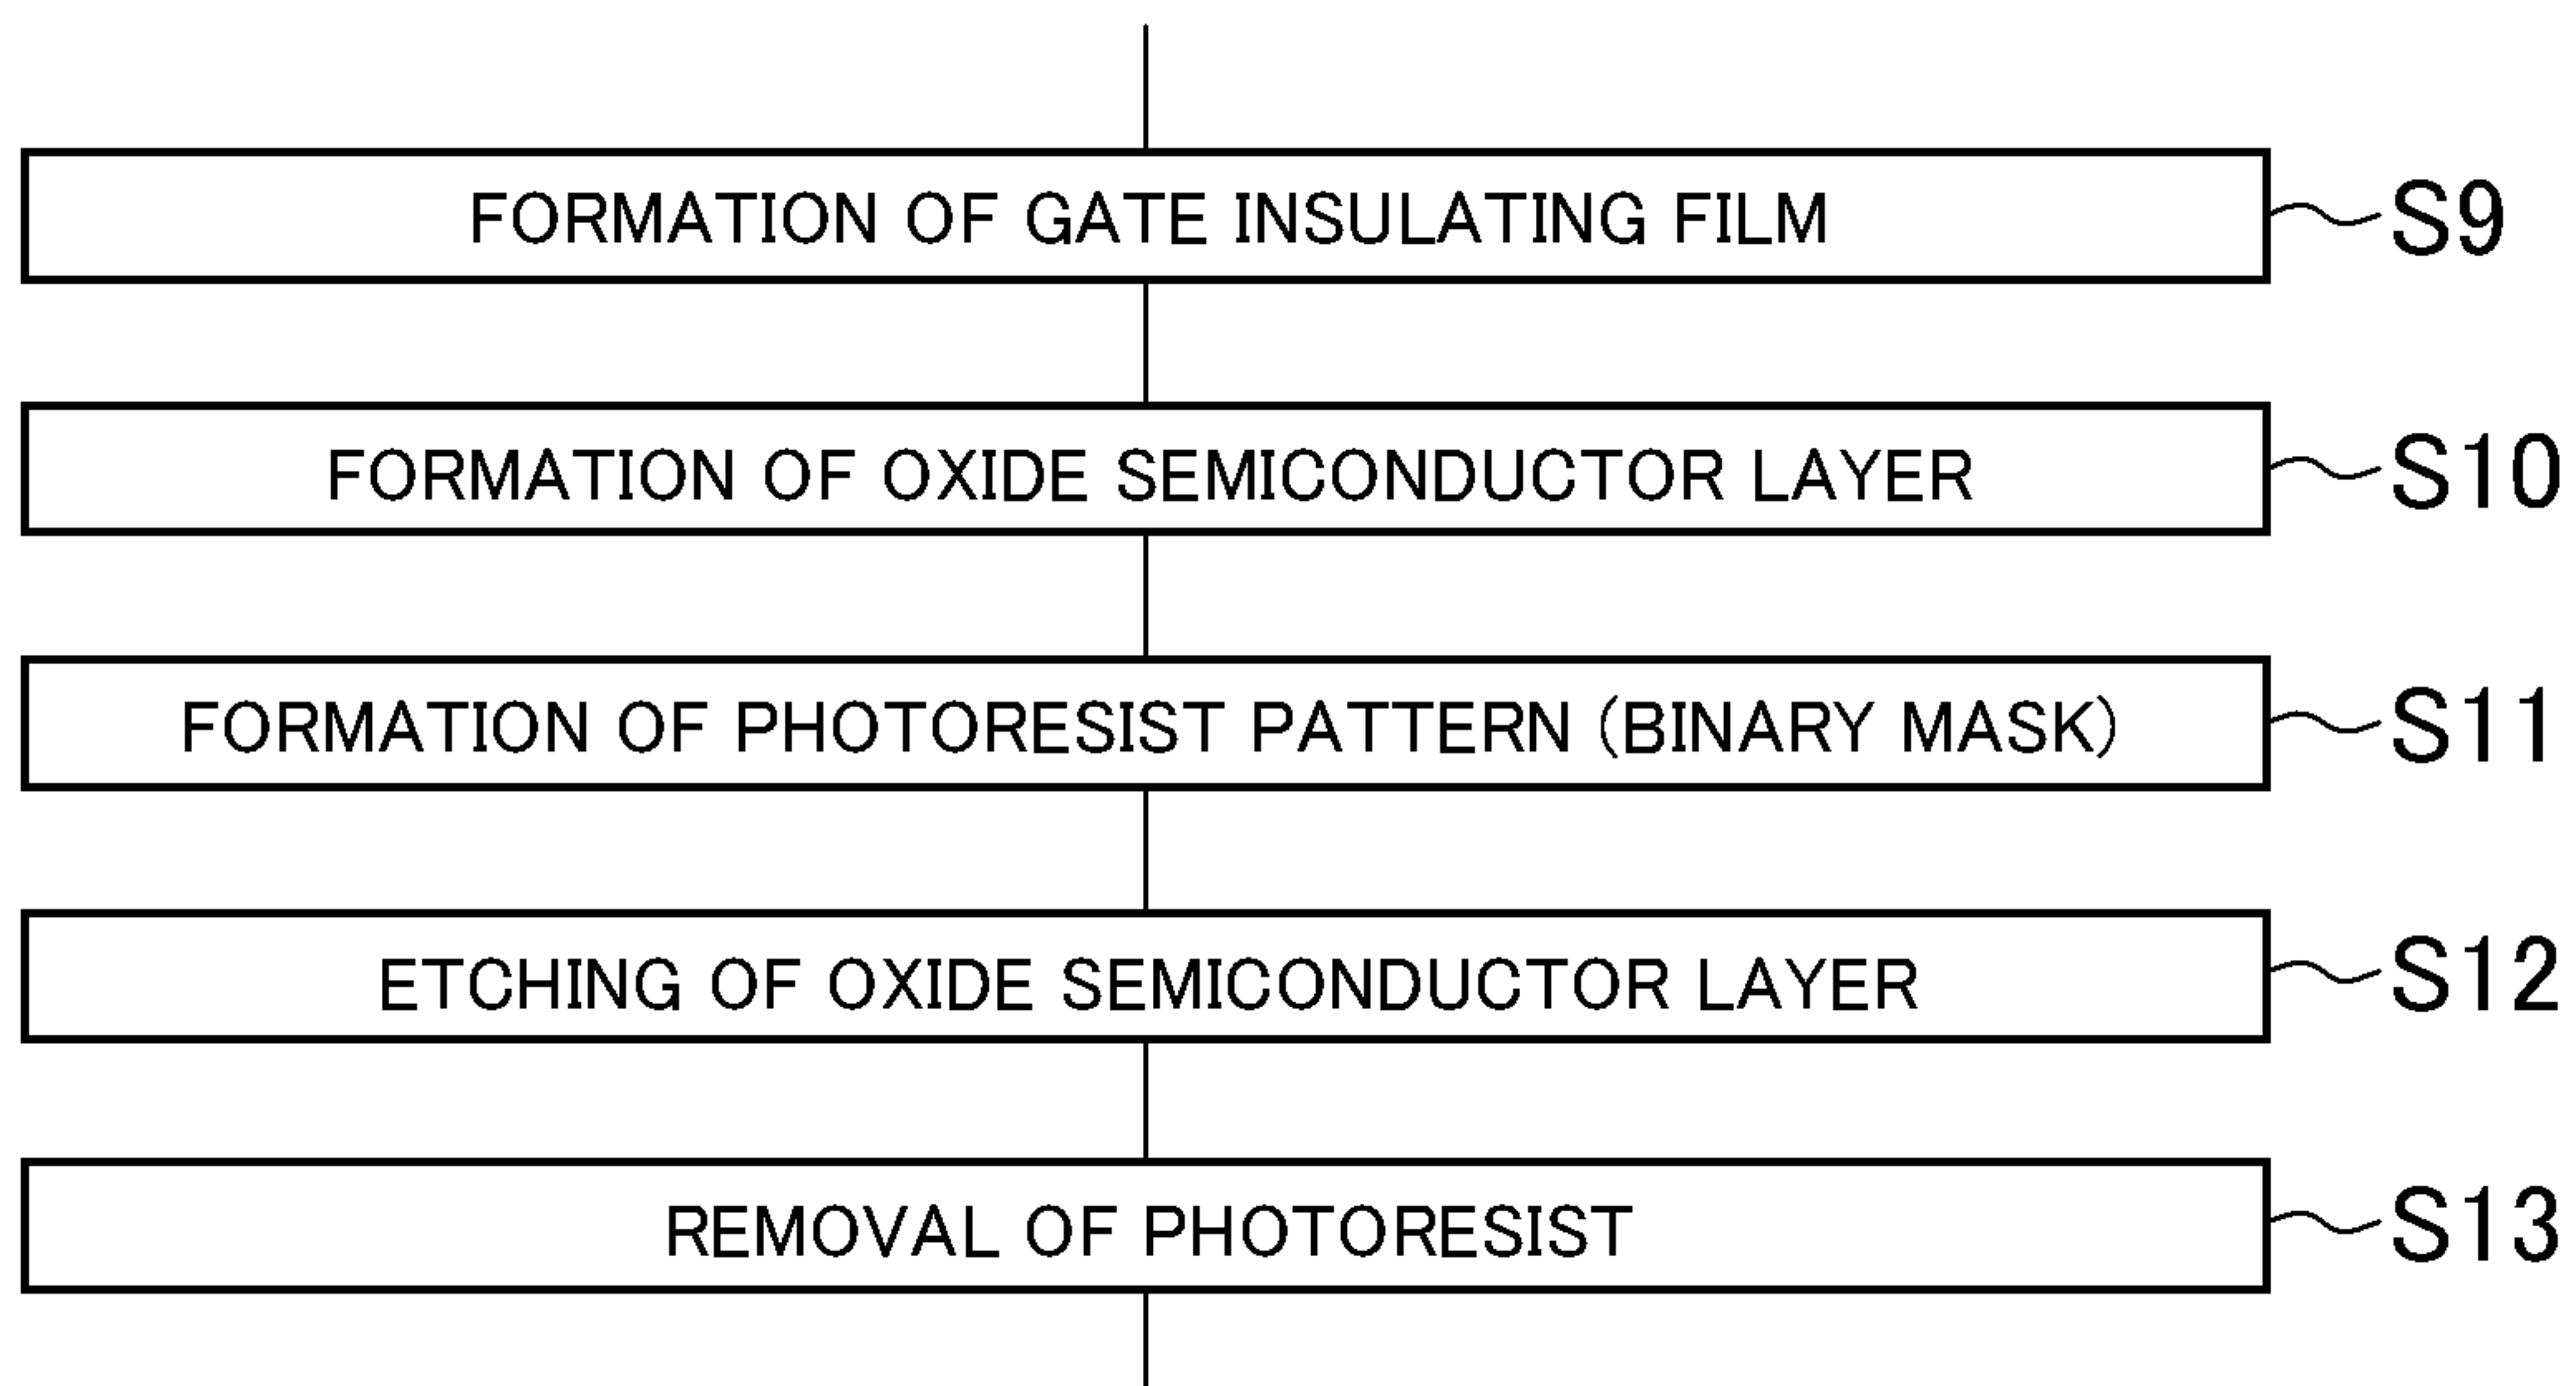 FORMATION OF GATE INSULATING FILM S9
FORMATION OF OXIDE SEMICONDUCTOR LAYER S10
FORMATION OF PHOTORESIST PATTERN (BINARY MASK) S11
ETCHING OF OXIDE SEMICONDUCTOR LAYER S12
REMOVAL OF PHOTORESIST S13